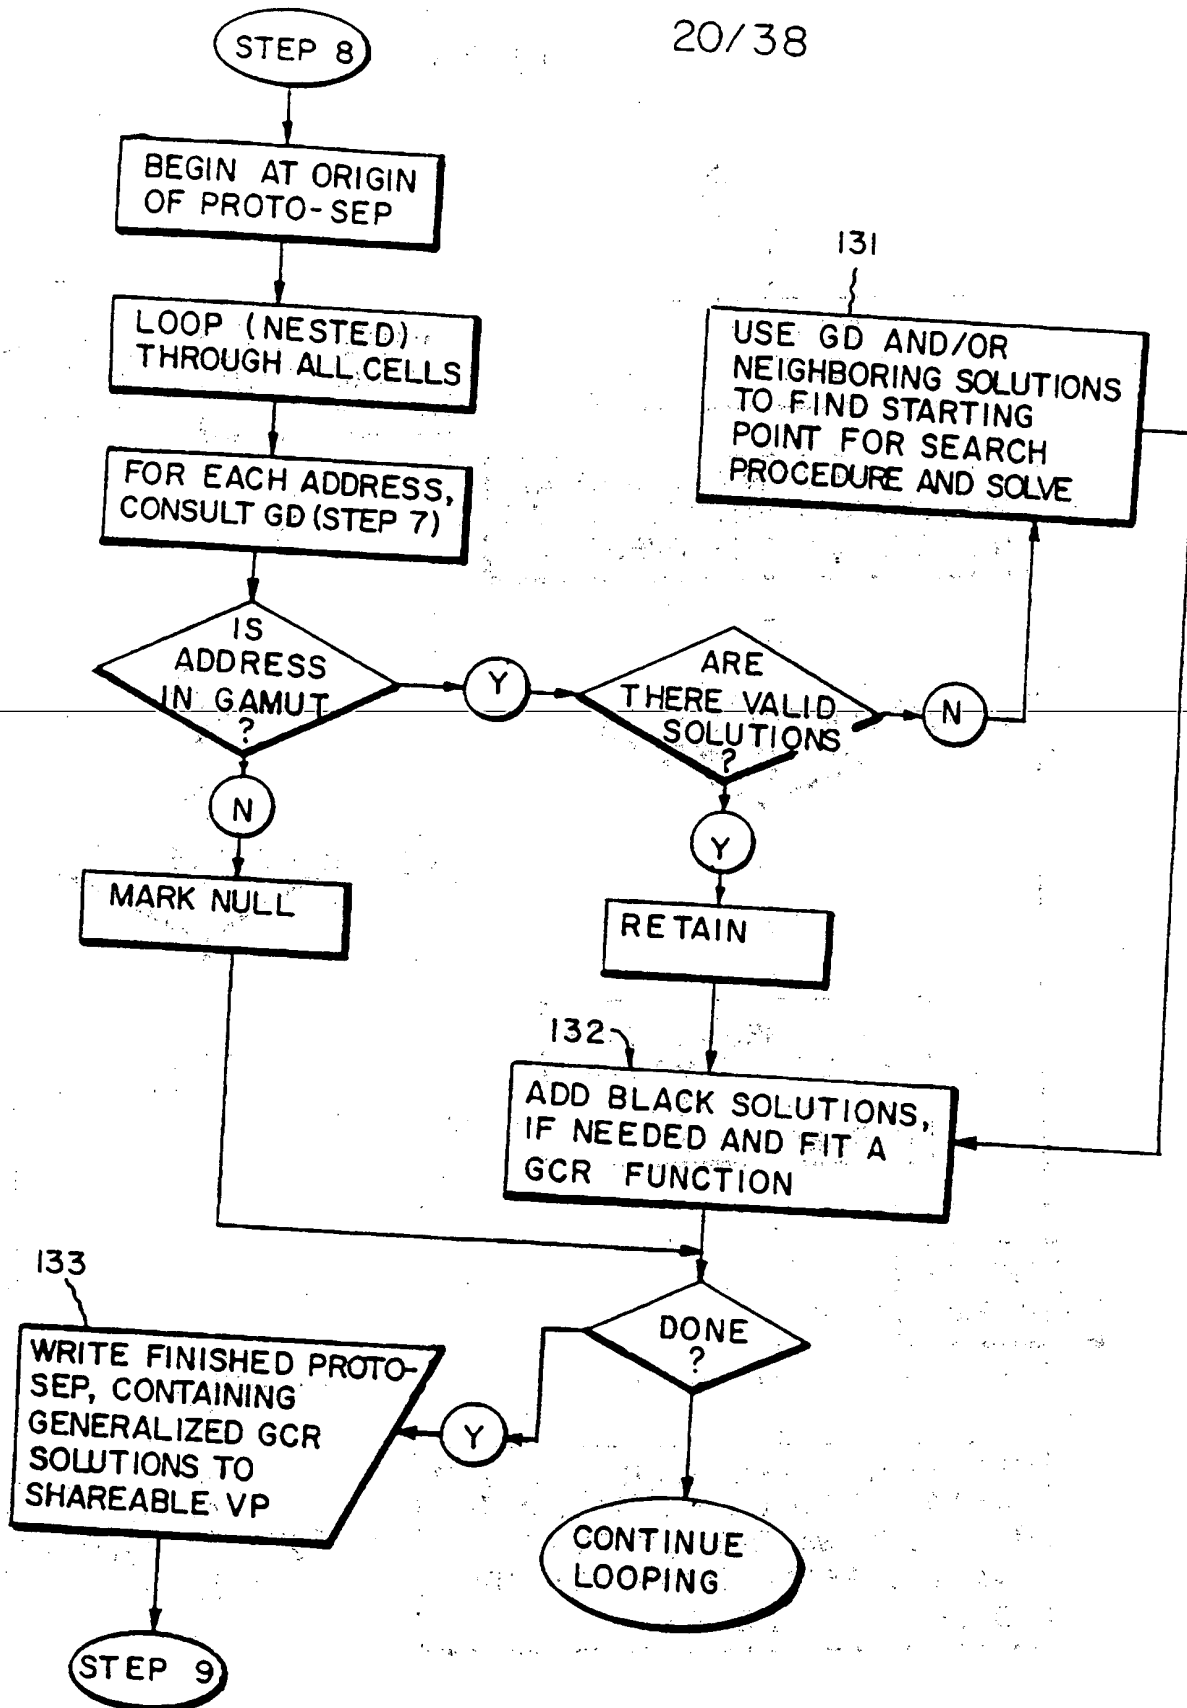 20/38
STEP 8
BEGIN AT ORIGIN
OF PROTO-SEP
LOOP (NESTED)
THROUGH ALL CELLS
FOR EACH ADDRESS,
CONSULT GD (STEP 7)
IS
ADDRESS
IN GAMUT
?
Y
N
MARK NULL
ARE
THERE VALID
SOLUTIONS
?
N
Y
131
USE GD AND/OR
NEIGHBORING SOLUTIONS
TO FIND STARTING
POINT FOR SEARCH
PROCEDURE AND SOLVE
RETAIN
132
ADD BLACK SOLUTIONS,
IF NEEDED AND FIT A
GCR FUNCTION
DONE
?
Y
133
WRITE FINISHED PROTO-
SEP, CONTAINING
GENERALIZED GCR
SOLUTIONS TO
SHAREABLE VP
CONTINUE
LOOPING
STEP 9